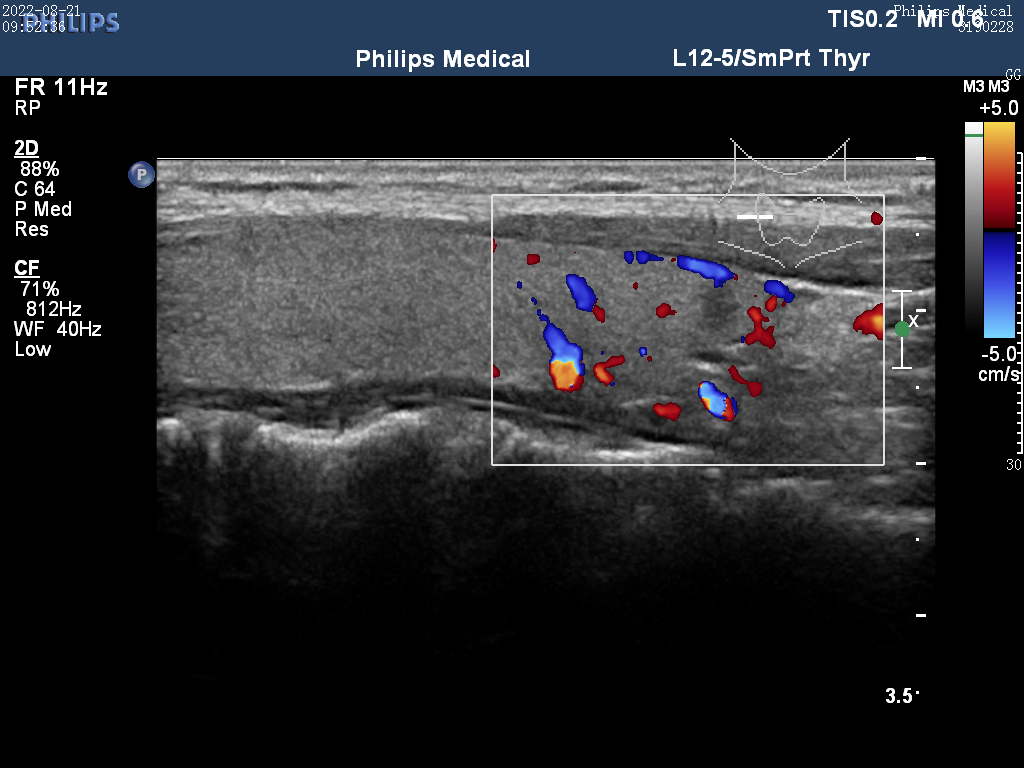 2022-08-21
09:52:36
PHILIPS
TIS0.2 MI 0.6
Philips Medical
5190228
Philips Medical
L12-5/SmPrt Thyr
GG
FR 11Hz
RP
2D
88%
C 64
P Med
Res
CF
71%
812Hz
WF 40Hz
Low
M3 M3
+5.0
-5.0
cm/s
P
X
30
3.5